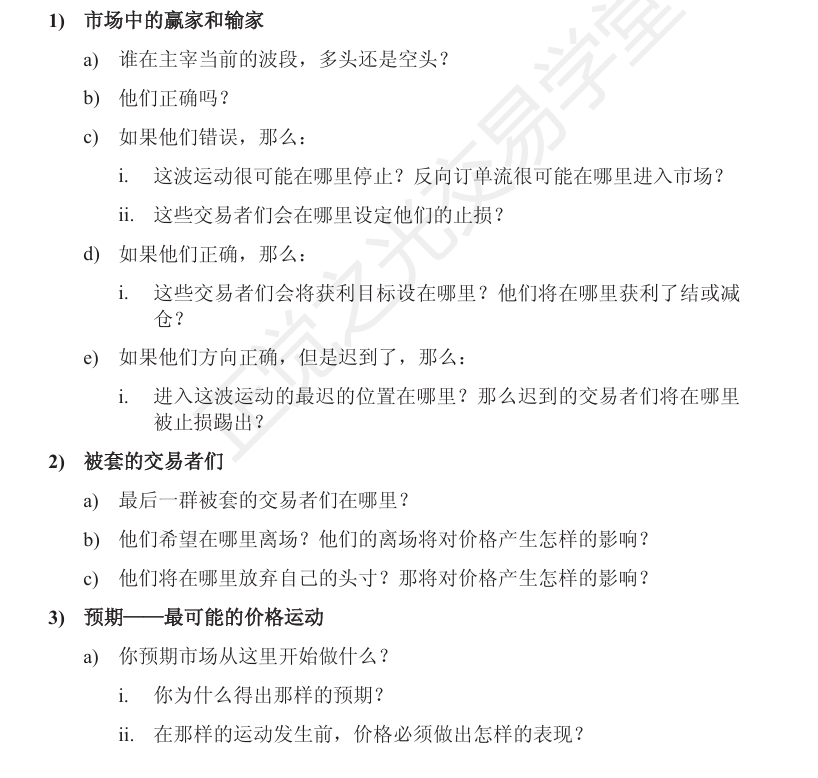 1) 市场中的赢家和输家
a) 谁在主宰当前的波段，多头还是空头？
b) 他们正确吗？
c) 如果他们错误，那么：
i. 这波运动很可能在哪里停止？反向订单流很可能在哪里进入市场？
ii. 这些交易者们会在哪里设定他们的止损？
d) 如果他们正确，那么：
i. 这些交易者们会将获利目标设在哪里？他们将在哪里获利了结或减
仓？
e) 如果他们方向正确，但是迟到了，那么：
i. 进入这波运动的最迟的位置在哪里？那么迟到的交易者们将在哪里
被止损踢出？
2) 被套的交易者们
a) 最后一群被套的交易者们在哪里？
b) 他们希望在哪里离场？他们的离场将对价格产生怎样的影响？
c) 他们将在哪里放弃自己的头寸？那将对价格产生怎样的影响？
3) 预期——最可能的价格运动
a) 你预期市场从这里开始做什么？
i. 你为什么得出那样的预期？
ii. 在那样的运动发生前，价格必须做出怎样的表现？
正觉之光交易学堂